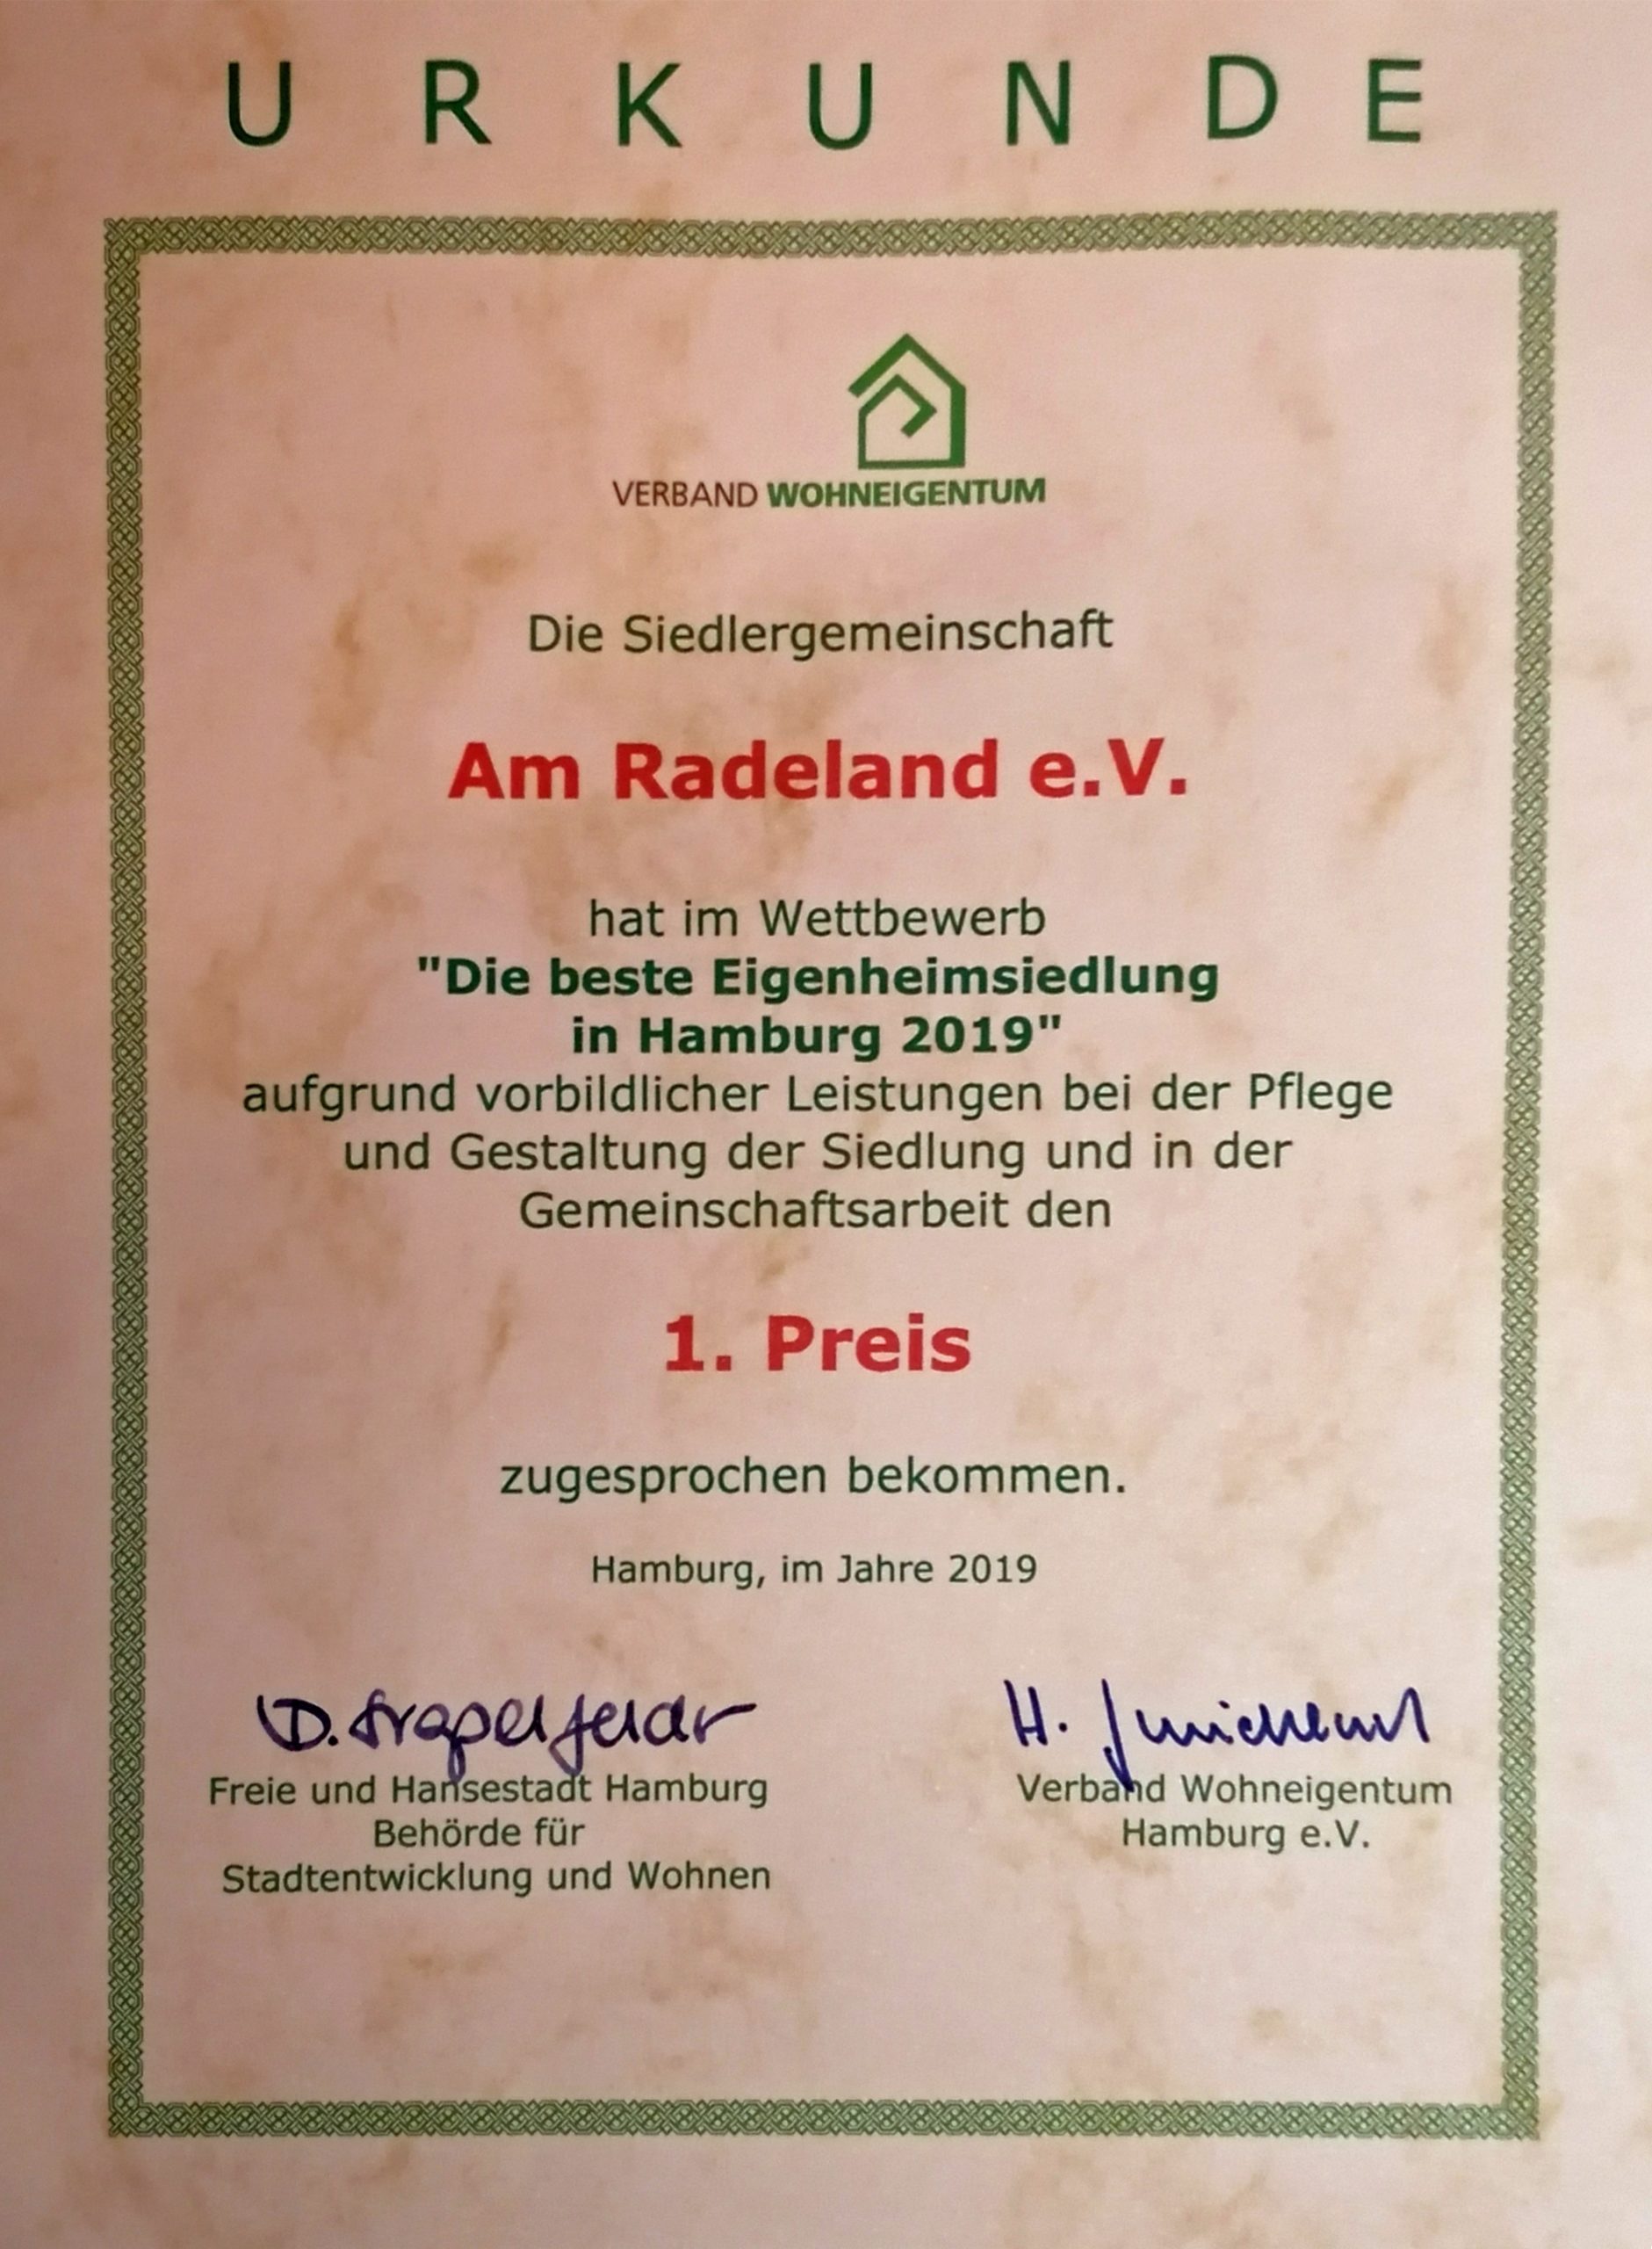 URKUNDE
VERBAND WOHNEIGENTUM
Die Siedlergemeinschaft
Am Radeland e.V.
hat im Wettbewerb
"Die beste Eigenheimsiedlung
in Hamburg 2019"
aufgrund vorbildlicher Leistungen bei der Pflege
und Gestaltung der Siedlung und in der
Gemeinschaftsarbeit den
1. Preis
zugesprochen bekommen.
Hamburg, im Jahre 2019
D.
Freie und Hansestadt Hamburg
Behörde für
Stadtentwicklung und Wohnen
H.
Verband Wohneigentum
Hamburg e.V.